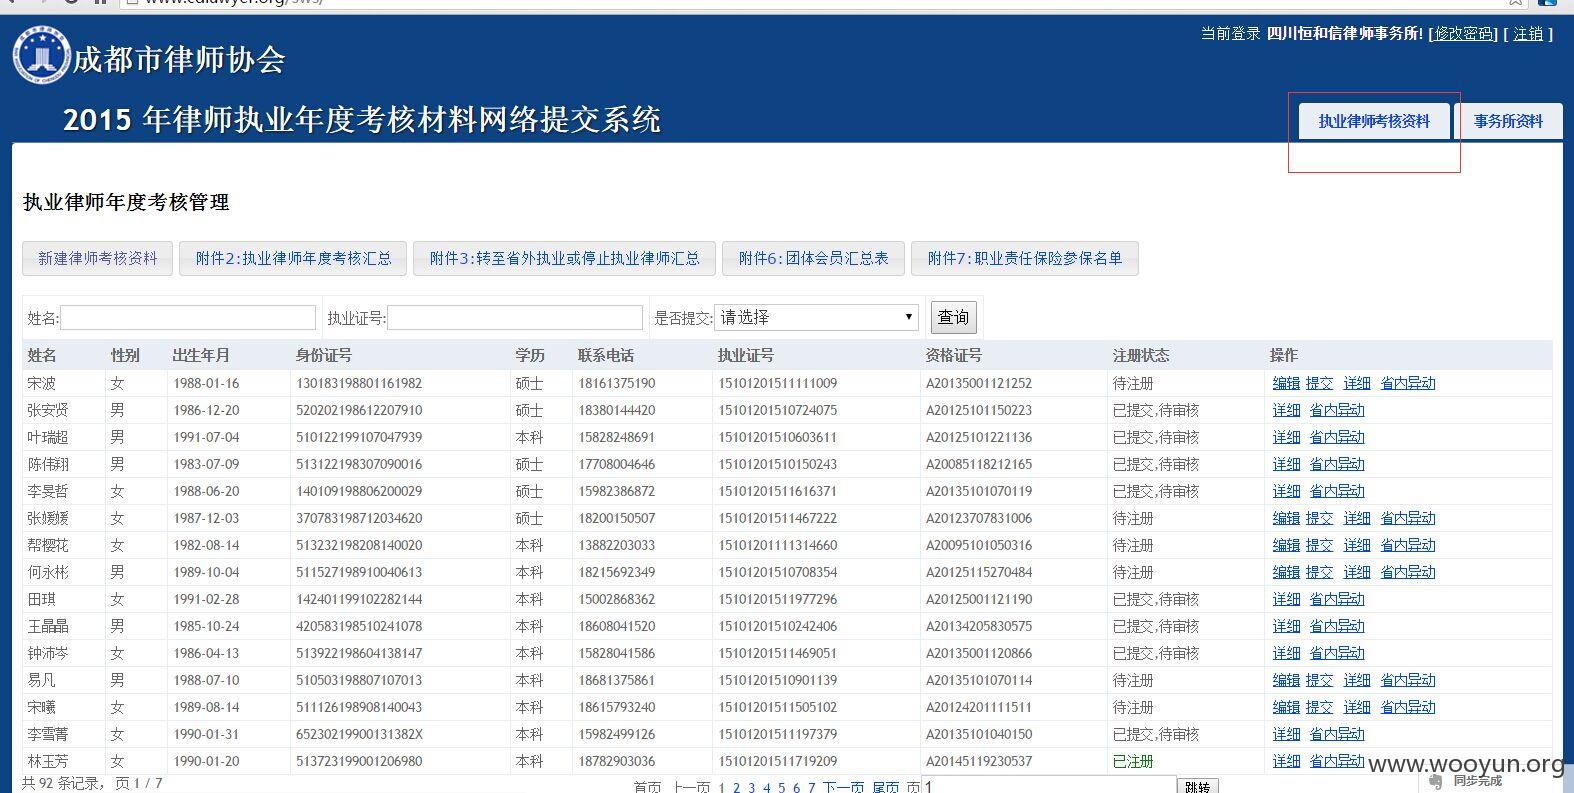 www.cdlawyer.org/sws/
当前登录 四川恒和信律师事务所! [修改密码] [ 注销 ]
成都市律师协会
2015 年律师执业年度考核材料网络提交系统
执业律师考核资料 事务所资料
执业律师年度考核管理
新建律师考核资料 附件2:执业律师年度考核汇总 附件3:转至省外执业或停止执业律师汇总 附件6:团体会员汇总表 附件7:职业责任保险参保名单
姓名: 执业证号: 是否提交: 请选择 查询
姓名 性别 出生年月 身份证号 学历 联系电话 执业证号 资格证号 注册状态 操作
宋波 女 1988-01-16 130183198801161982 硕士 18161375190 15101201511111009 A20135001121252 待注册 编辑 提交 详细 省内异动
张安贤 男 1986-12-20 520202198612207910 硕士 18380144420 15101201510724075 A20125101150223 已提交,待审核 详细 省内异动
叶瑞超 男 1991-07-04 510122199107047939 本科 15828248691 15101201510603611 A20125101221136 已提交,待审核 详细 省内异动
陈伟翔 男 1983-07-09 513122198307090016 硕士 17708004646 15101201510150243 A20085118212165 已提交,待审核 详细 省内异动
李旻哲 女 1988-06-20 140109198806200029 硕士 15982386872 15101201511616371 A20135101070119 已提交,待审核 详细 省内异动
张媛媛 女 1987-12-03 370783198712034620 硕士 18200150507 15101201511467222 A20123707831006 待注册 编辑 提交 详细 省内异动
帮樱花 女 1982-08-14 513232198208140020 本科 13882203033 15101201111314660 A20095101050316 待注册 编辑 提交 详细 省内异动
何永彬 男 1989-10-04 511527198910040613 本科 18215692349 15101201510708354 A20125115270484 待注册 编辑 提交 详细 省内异动
田琪 女 1991-02-28 142401199102282144 本科 15002868362 15101201511977296 A20125001121190 已提交,待审核 详细 省内异动
王晶晶 男 1985-10-24 420583198510241078 本科 18608041520 15101201510242406 A20134205830575 已提交,待审核 详细 省内异动
钟沛岑 女 1986-04-13 513922198604138147 本科 15828041586 15101201511469051 A20135001120866 已提交,待审核 详细 省内异动
易凡 男 1988-07-10 510503198807107013 本科 18681375861 15101201510901139 A20135101070114 待注册 编辑 提交 详细 省内异动
宋曦 女 1989-08-14 511126198908140043 本科 18615793240 15101201511505102 A20124201111511 待注册 编辑 提交 详细 省内异动
李雪菁 女 1990-01-31 65230219900131382X 本科 15982499126 15101201511197379 A20135101040150 已提交,待审核 详细 省内异动
林玉芳 女 1990-01-20 513723199001206980 本科 18782903036 15101201511719209 A20145119230537 已注册 详细 省内异动
共 92 条记录， 页 1 / 7 首页 上一页 1 2 3 4 5 6 7 下一页 尾页 页 1 跳转
www.wooyun.org
同步完成